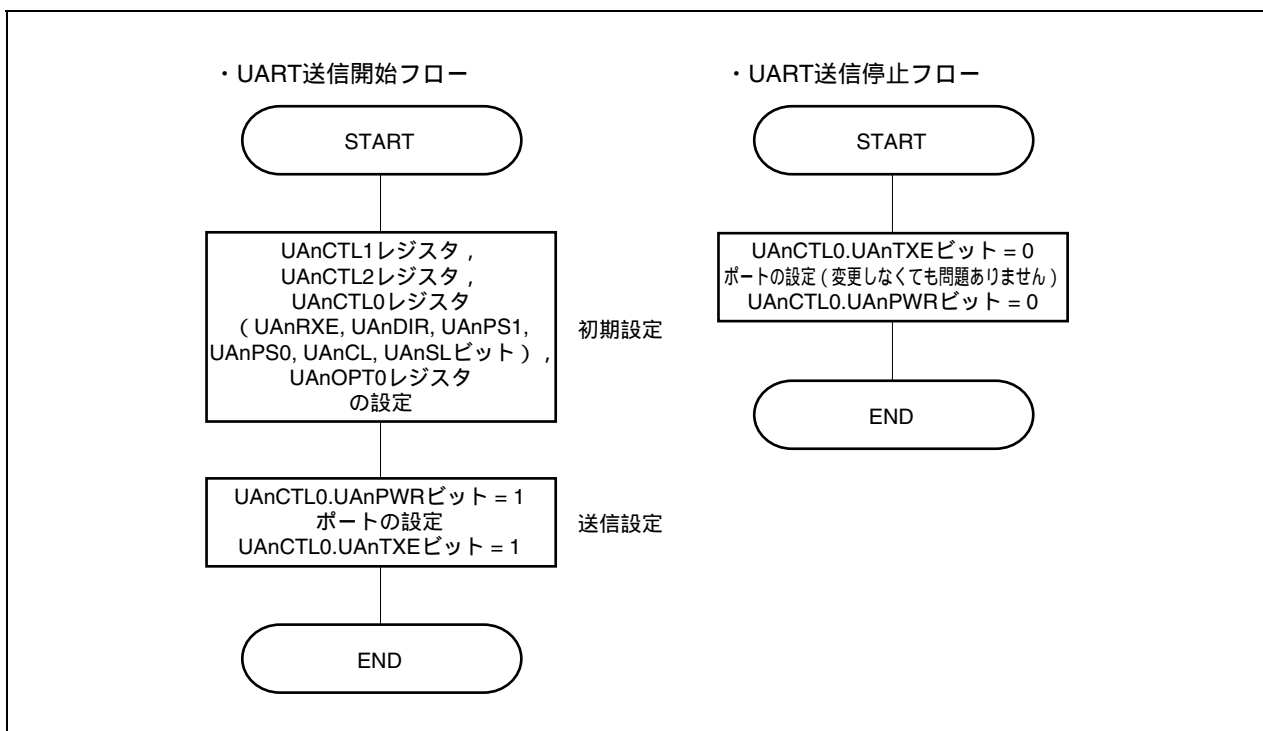 ・UART送信開始フロー
START
UAnCTL1レジスタ，
UAnCTL2レジスタ，
UAnCTL0レジスタ
（UAnRXE, UAnDIR, UAnPS1,
UAnPS0, UAnCL, UAnSLビット），
UAnOPT0レジスタ
の設定
初期設定
UAnCTL0.UAnPWRビット = 1
ポートの設定
UAnCTL0.UAnTXEビット = 1
送信設定
END
・UART送信停止フロー
START
UAnCTL0.UAnTXEビット = 0
ポートの設定（変更しなくても問題ありません）
UAnCTL0.UAnPWRビット = 0
END